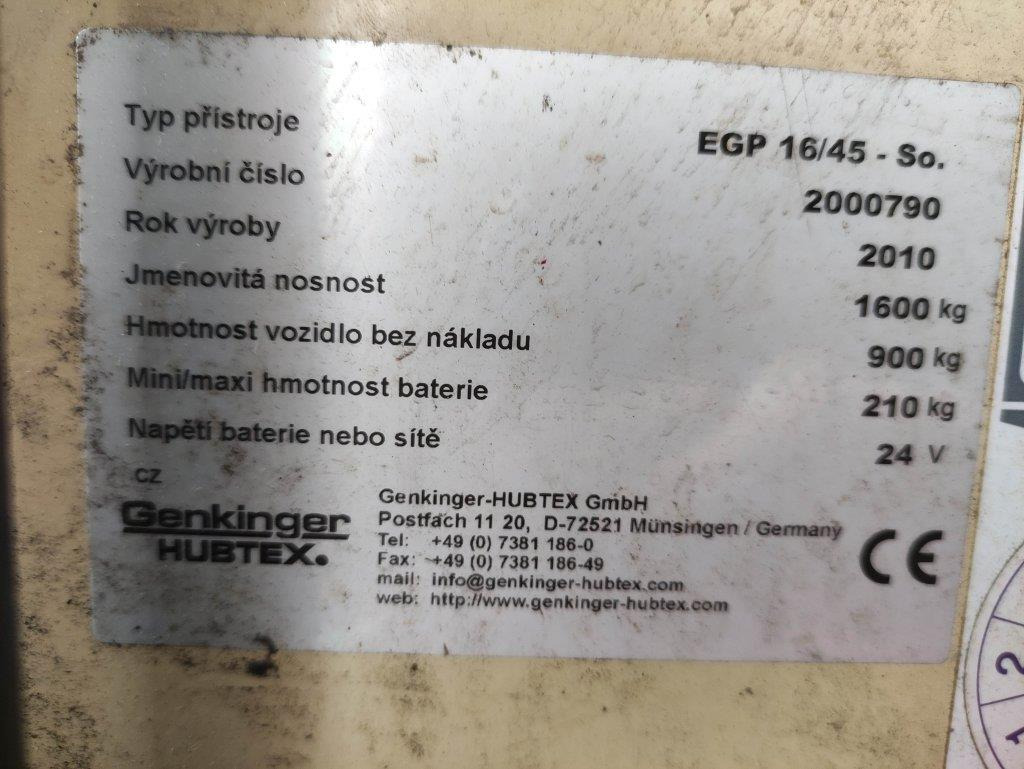 Typ přístroje EGP 16/45 - So.
Výrobní číslo 2000790
Rok výroby 2010
Jmenovitá nosnost 1600 kg
Hmotnost vozidlo bez nákladu 900 kg
Mini/maxi hmotnost baterie 210 kg
Napětí baterie nebo sítě 24 V
CZ
Genkinger
HUBTEX.
Genkinger-HUBTEX GmbH
Postfach 11 20, D-72521 Münsingen / Germany
Tel: +49 (0) 7381 186-0
Fax: +49 (0) 7381 186-49
mail: info@genkinger-hubtex.com
web: http://www.genkinger-hubtex.com
CE
2
1